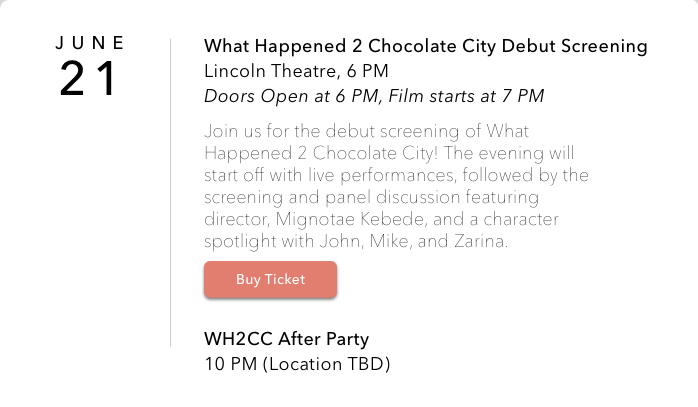 JUNE
21
What Happened 2 Chocolate City Debut Screening
Lincoln Theatre, 6 PM
Doors Open at 6 PM, Film starts at 7 PM
Join us for the debut screening of What
Happened 2 Chocolate City! The evening will
start off with live performances, followed by the
screening and panel discussion featuring
director, Mignotae Kebede, and a character
spotlight with John, Mike, and Zarina.
Buy Ticket
WH2CC After Party
10 PM (Location TBD)